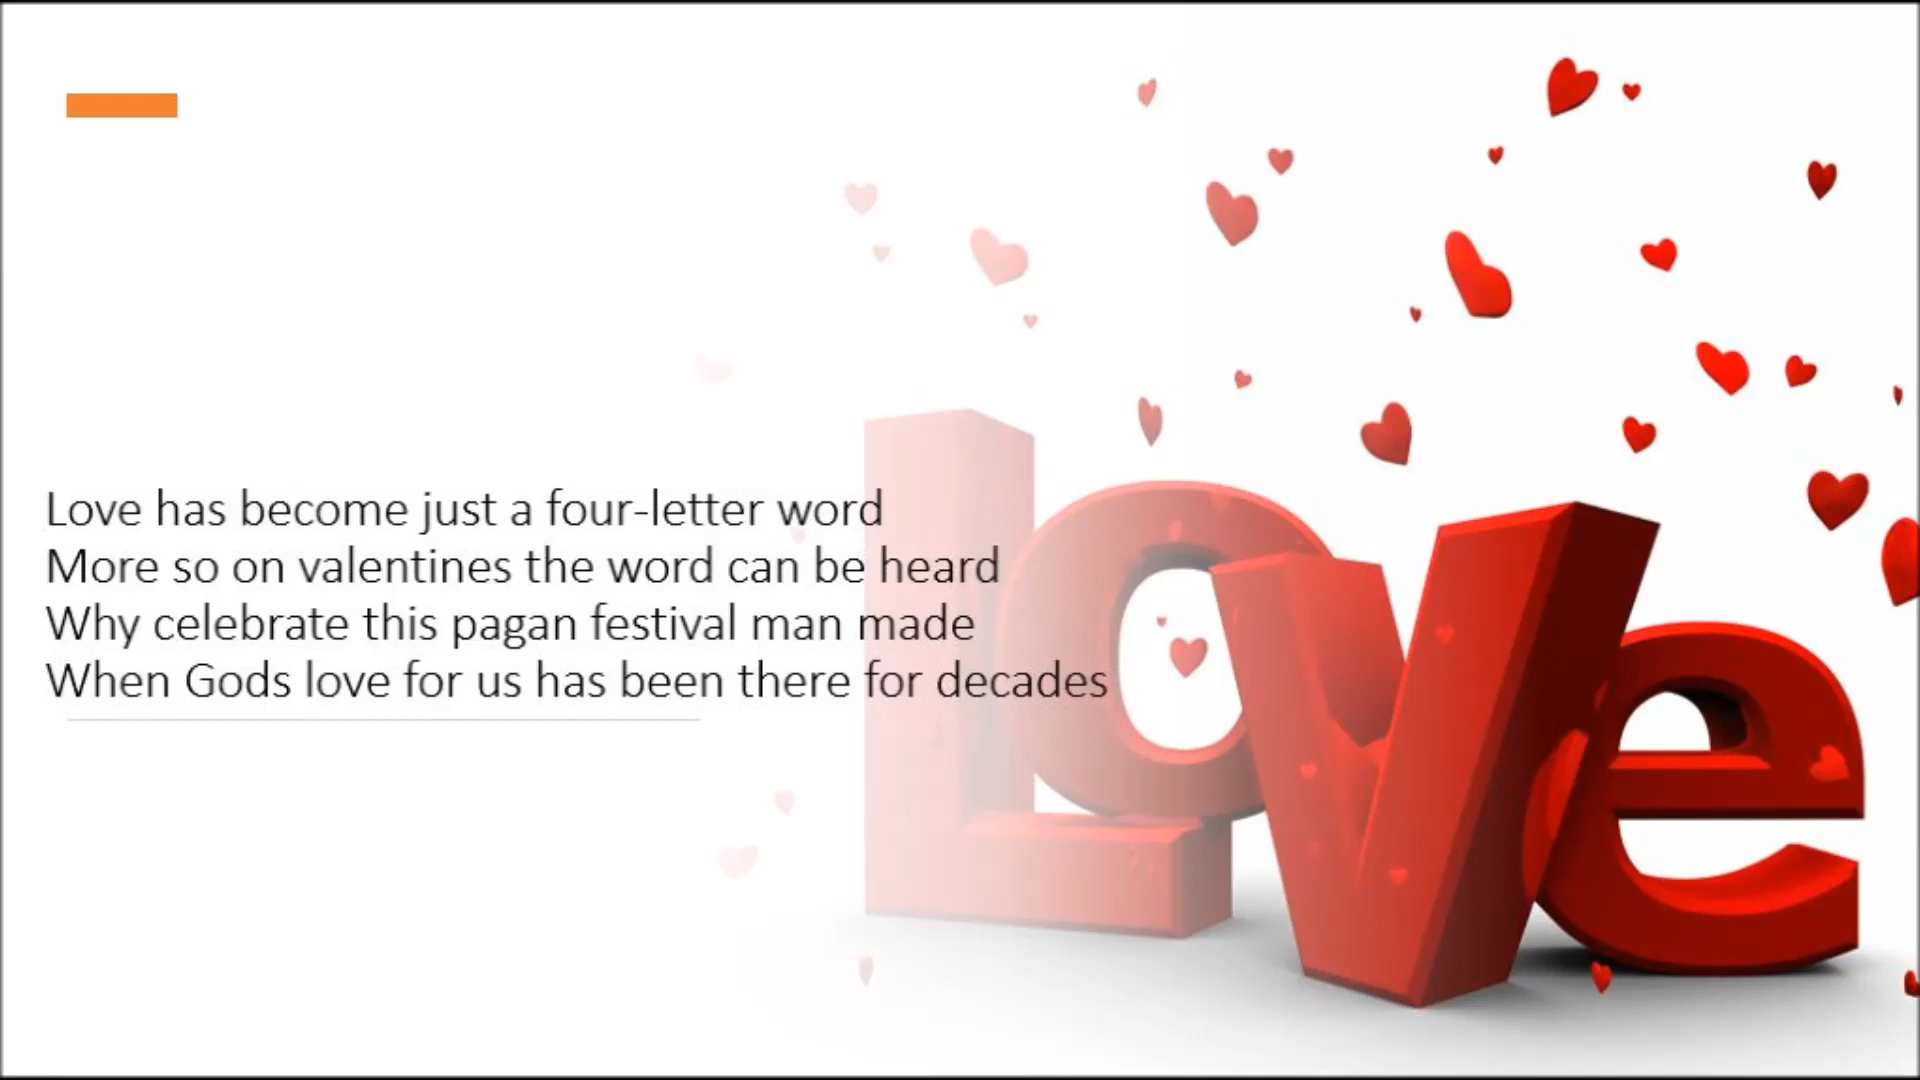 Love has become just a four-letter word
More so on valentines the word can be heard
Why celebrate this pagan festival man made
When Gods love for us has been there for decades
Love